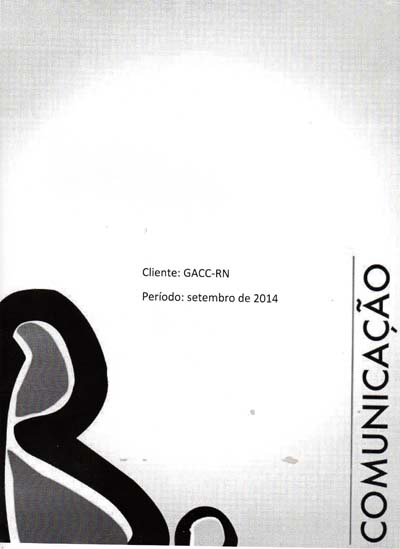 Cliente: GACC-RN
Período: setembro de 2014
COMUNICAÇÃO